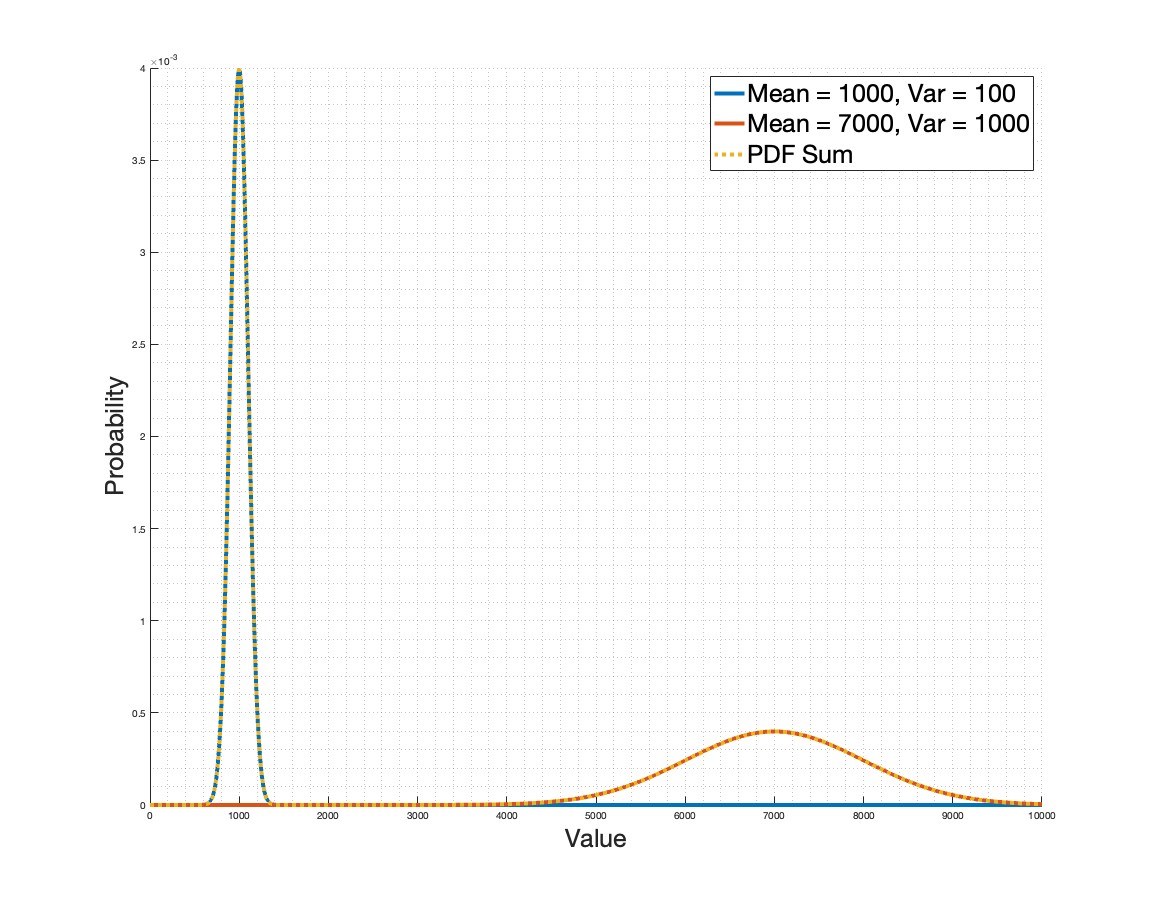 ×10-3
4
3.5
3
2.5
2
1.5
1
0.5
0
Probability
Mean = 1000, Var = 100
Mean = 7000, Var = 1000
PDF Sum
0 1000 2000 3000 4000 5000 6000 7000 8000 9000 10000
Value